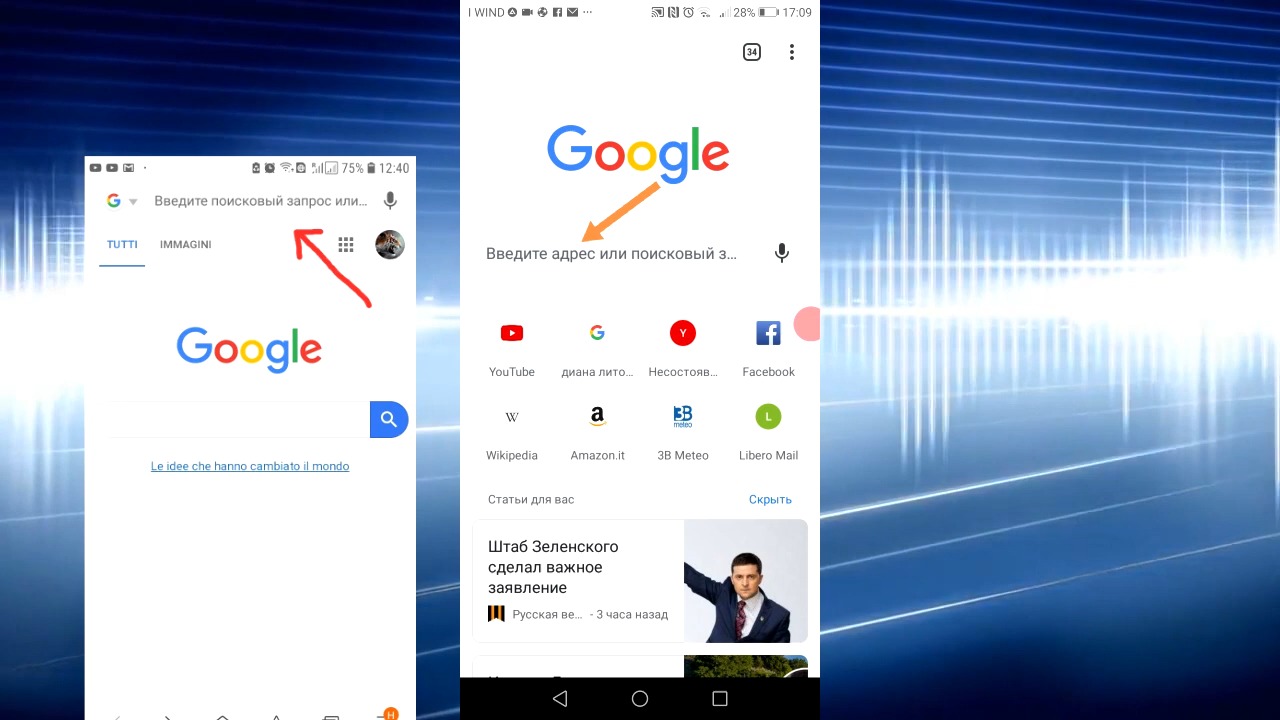 75% 12:40
Введите поисковый запрос или...
TUTTI IMMAGINI
Google
Le idee che hanno cambiato il mondo
H
I WIND ... 28% 17:09
34
Google
Введите адрес или поисковый з...
Y
YouTube диана лито... Несостояв... Facebook
W a 3B meteo L
Wikipedia Amazon.it 3B Meteo Libero Mail
Статьи для вас Скрыть
Штаб Зеленского
сделал важное
заявление
Русская ве... - 3 часа назад